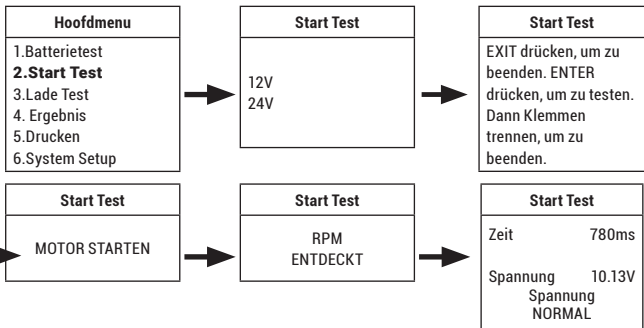 Hoofdmenu
1.Batterietest
2.Start Test
3.Lade Test
4. Ergebnis
5.Drucken
6.System Setup
Start Test
12V
24V
Start Test
EXIT drücken, um zu
beenden. ENTER
drücken, um zu testen.
Dann Klemmen
trennen, um zu
beenden.
Start Test
MOTOR STARTEN
Start Test
RPM
ENTDECKT
Start Test
Zeit 780ms
Spannung 10.13V
Spannung
NORMAL